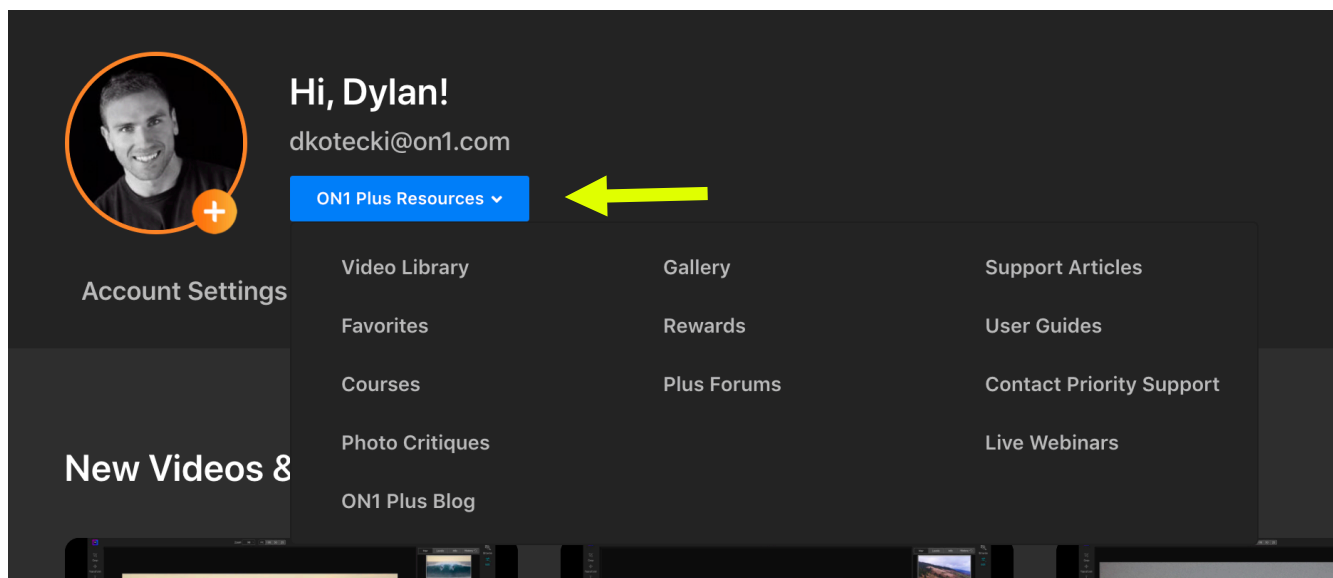 Hi, Dylan!
dkotecki@on1.com
ON1 Plus Resources
Account Settings
Video Library
Favorites
Courses
Photo Critiques
ON1 Plus Blog
Gallery
Rewards
Plus Forums
Support Articles
User Guides
Contact Priority Support
Live Webinars
New Videos &